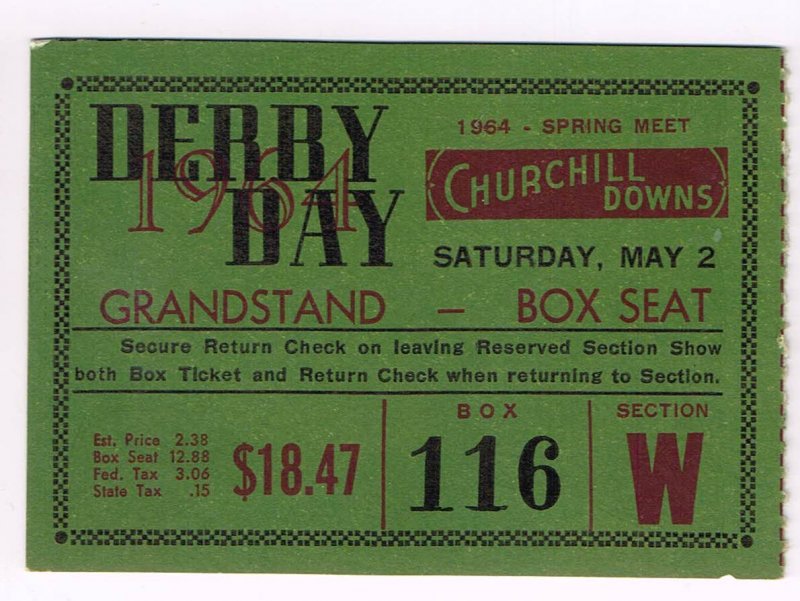 DERBY
1964
DAY
1964 - SPRING MEET
CHURCHILL
DOWNS
SATURDAY, MAY 2
GRANDSTAND — BOX SEAT
Secure Return Check on leaving Reserved Section Show
both Box Ticket and Return Check when returning to Section.
Est. Price 2.38
Box Seat 12.88
Fed. Tax 3.06
State Tax .15
$18.47
BOX
116
SECTION
W